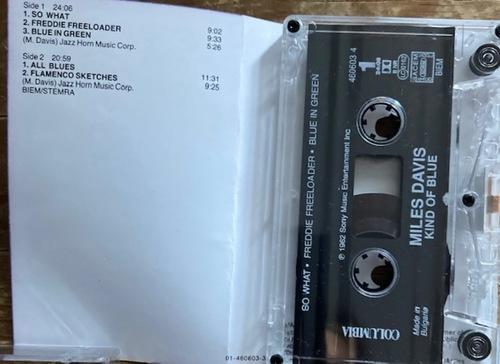 Side 1 24:06
1. SO WHAT 9:02
2. FREDDIE FREELOADER 9:33
3. BLUE IN GREEN 5:26
(M. Davis) Jazz Horn Music Corp.
Side 2 20:59
1. ALL BLUES 11:31
2. FLAMENCO SKETCHES 9:25
(M. Davis) Jazz Horn Music Corp.
BIEM/STEMRA
01-460603-3
460603 4
1
BIEM
SO WHAT • FREDDIE FREELOADER • BLUE IN GREEN
℗ 1962 Sony Music Entertainment Inc
MILES DAVIS
KIND OF BLUE
COLUMBIA
Made in
Bulgaria